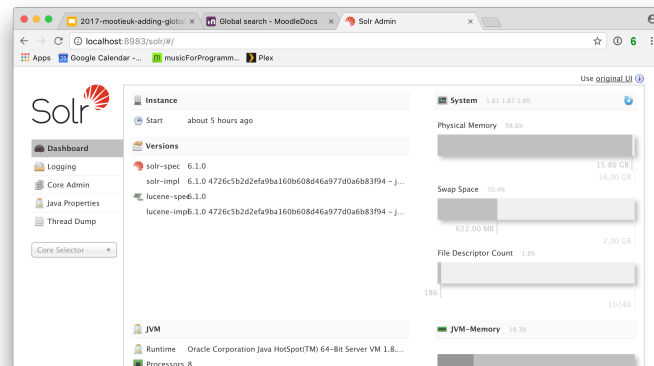 2017-mootieuk-adding-global
Global search - MoodleDocs
Solr Admin
localhost:8983/solr/#/
6
Apps
Google Calendar -...
musicForProgramm...
Plex
Use original UI
Solr
Dashboard
Logging
Core Admin
Java Properties
Thread Dump
Core Selector
Instance
Start about 5 hours ago
Versions
solr-spec 6.1.0
solr-impl 6.1.0 4726c5b2d2efa9ba160b608d46a977d0a6b83f94 - j...
lucene-spec6.1.0
lucene-impl6.1.0 4726c5b2d2efa9ba160b608d46a977d0a6b83f94 - j...
JVM
Runtime Oracle Corporation Java HotSpot(TM) 64-Bit Server VM 1.8....
Processors 8
System 1.81 1.87 1.89
Physical Memory 98.8%
15.80 GB
16.00 GB
Swap Space 30.4%
622.00 MB
2.00 GB
File Descriptor Count 1.8%
186
10240
JVM-Memory 18.3%